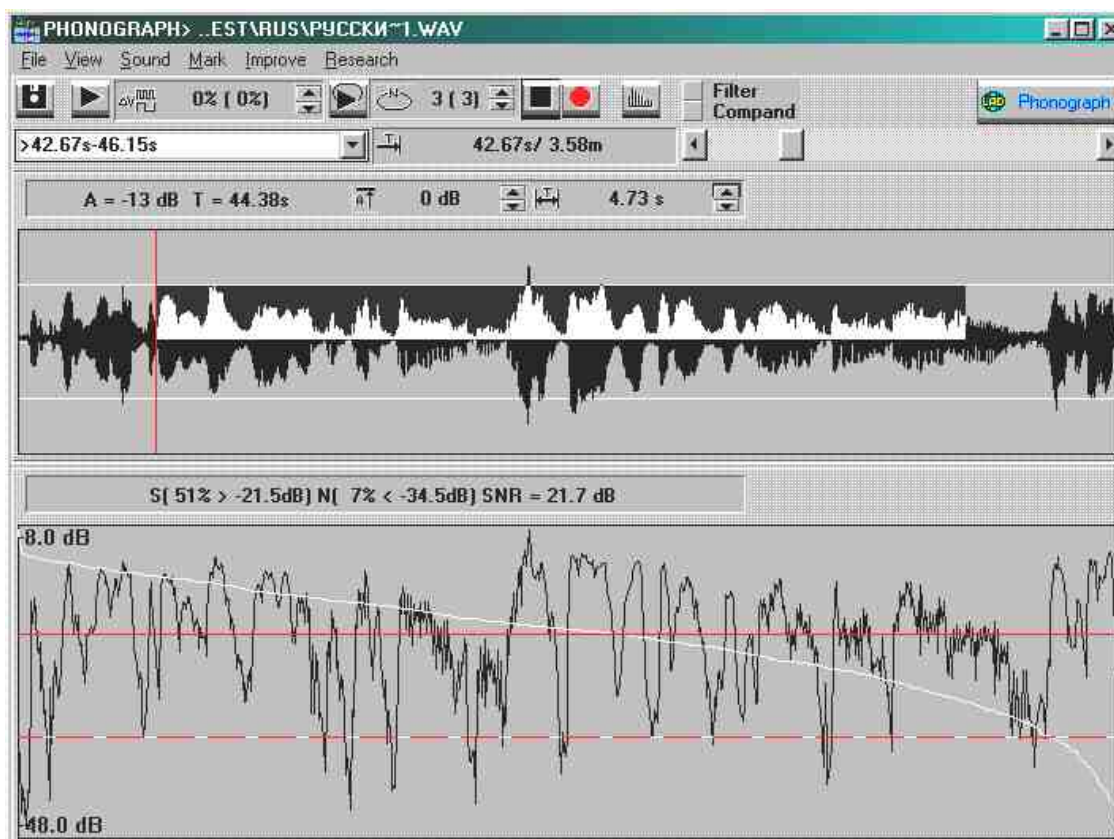 PHONOGRAPH> ..EST\RUS\РУССКИ~1.WAV
File View Sound Mark Improve Research
ΔV 0% ( 0%) N 3 ( 3) Filter
Compand
Phonograph
>42.67s-46.15s T 42.67s/ 3.58m
A = -13 dB T = 44.38s A 0 dB T 4.73 s
S( 51% > -21.5dB) N( 7% < -34.5dB) SNR = 21.7 dB
-8.0 dB
-48.0 dB